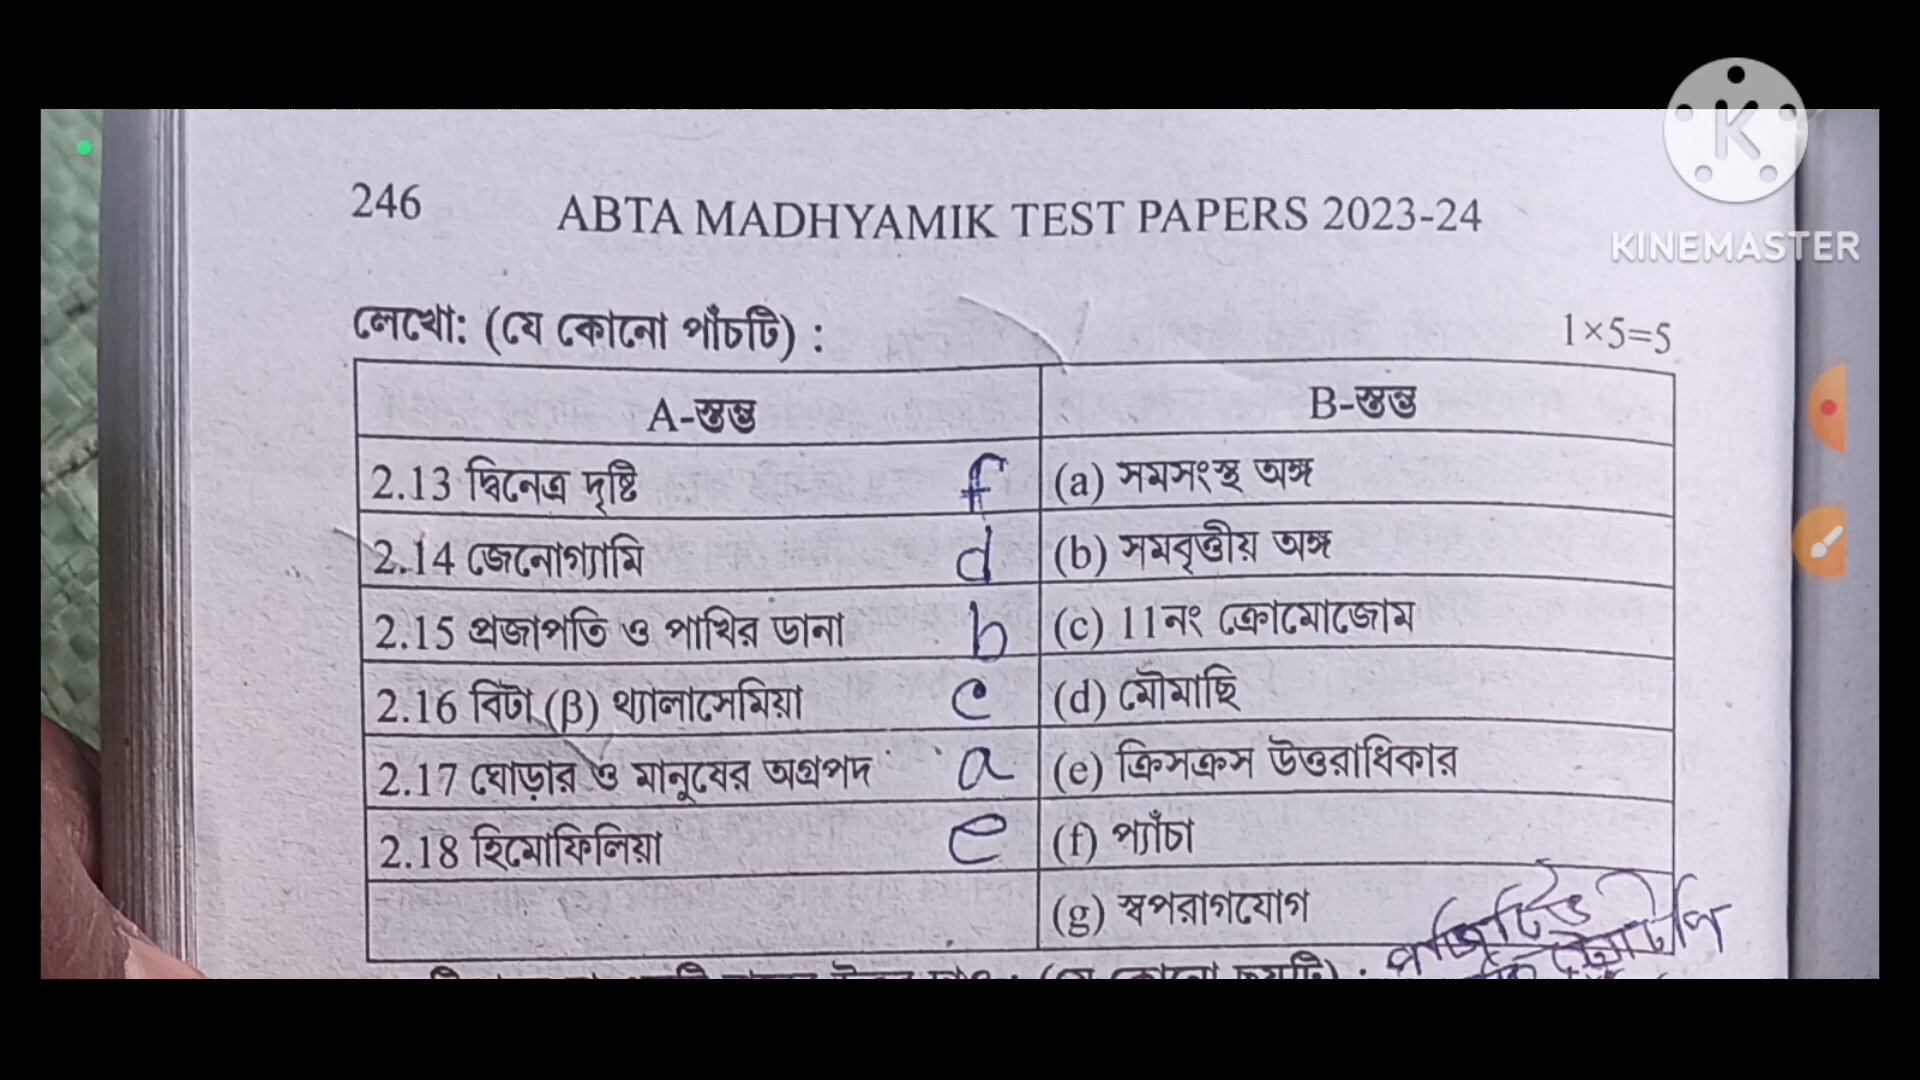 K
KINEMASTER
246 ABTA MADHYAMIK TEST PAPERS 2023-24
লেখো: (যে কোনো পাঁচটি) : 1×5=5
A-স্তম্ভ B-স্তম্ভ
2.13 দ্বিনেত্র দৃষ্টি f (a) সমসংস্থ অঙ্গ
2.14 জেনোগ্যামি d (b) সমবৃত্তীয় অঙ্গ
2.15 প্রজাপতি ও পাখির ডানা b (c) 11নং ক্রোমোজোম
2.16 বিটা (β) থ্যালাসেমিয়া c (d) মৌমাছি
2.17 ঘোড়ার ও মানুষের অগ্রপদ a (e) ক্রিসক্রস উত্তরাধিকার
2.18 হিমোফিলিয়া e (f) প্যাঁচা
(g) স্বপরাগযোগ
পজিটিভ